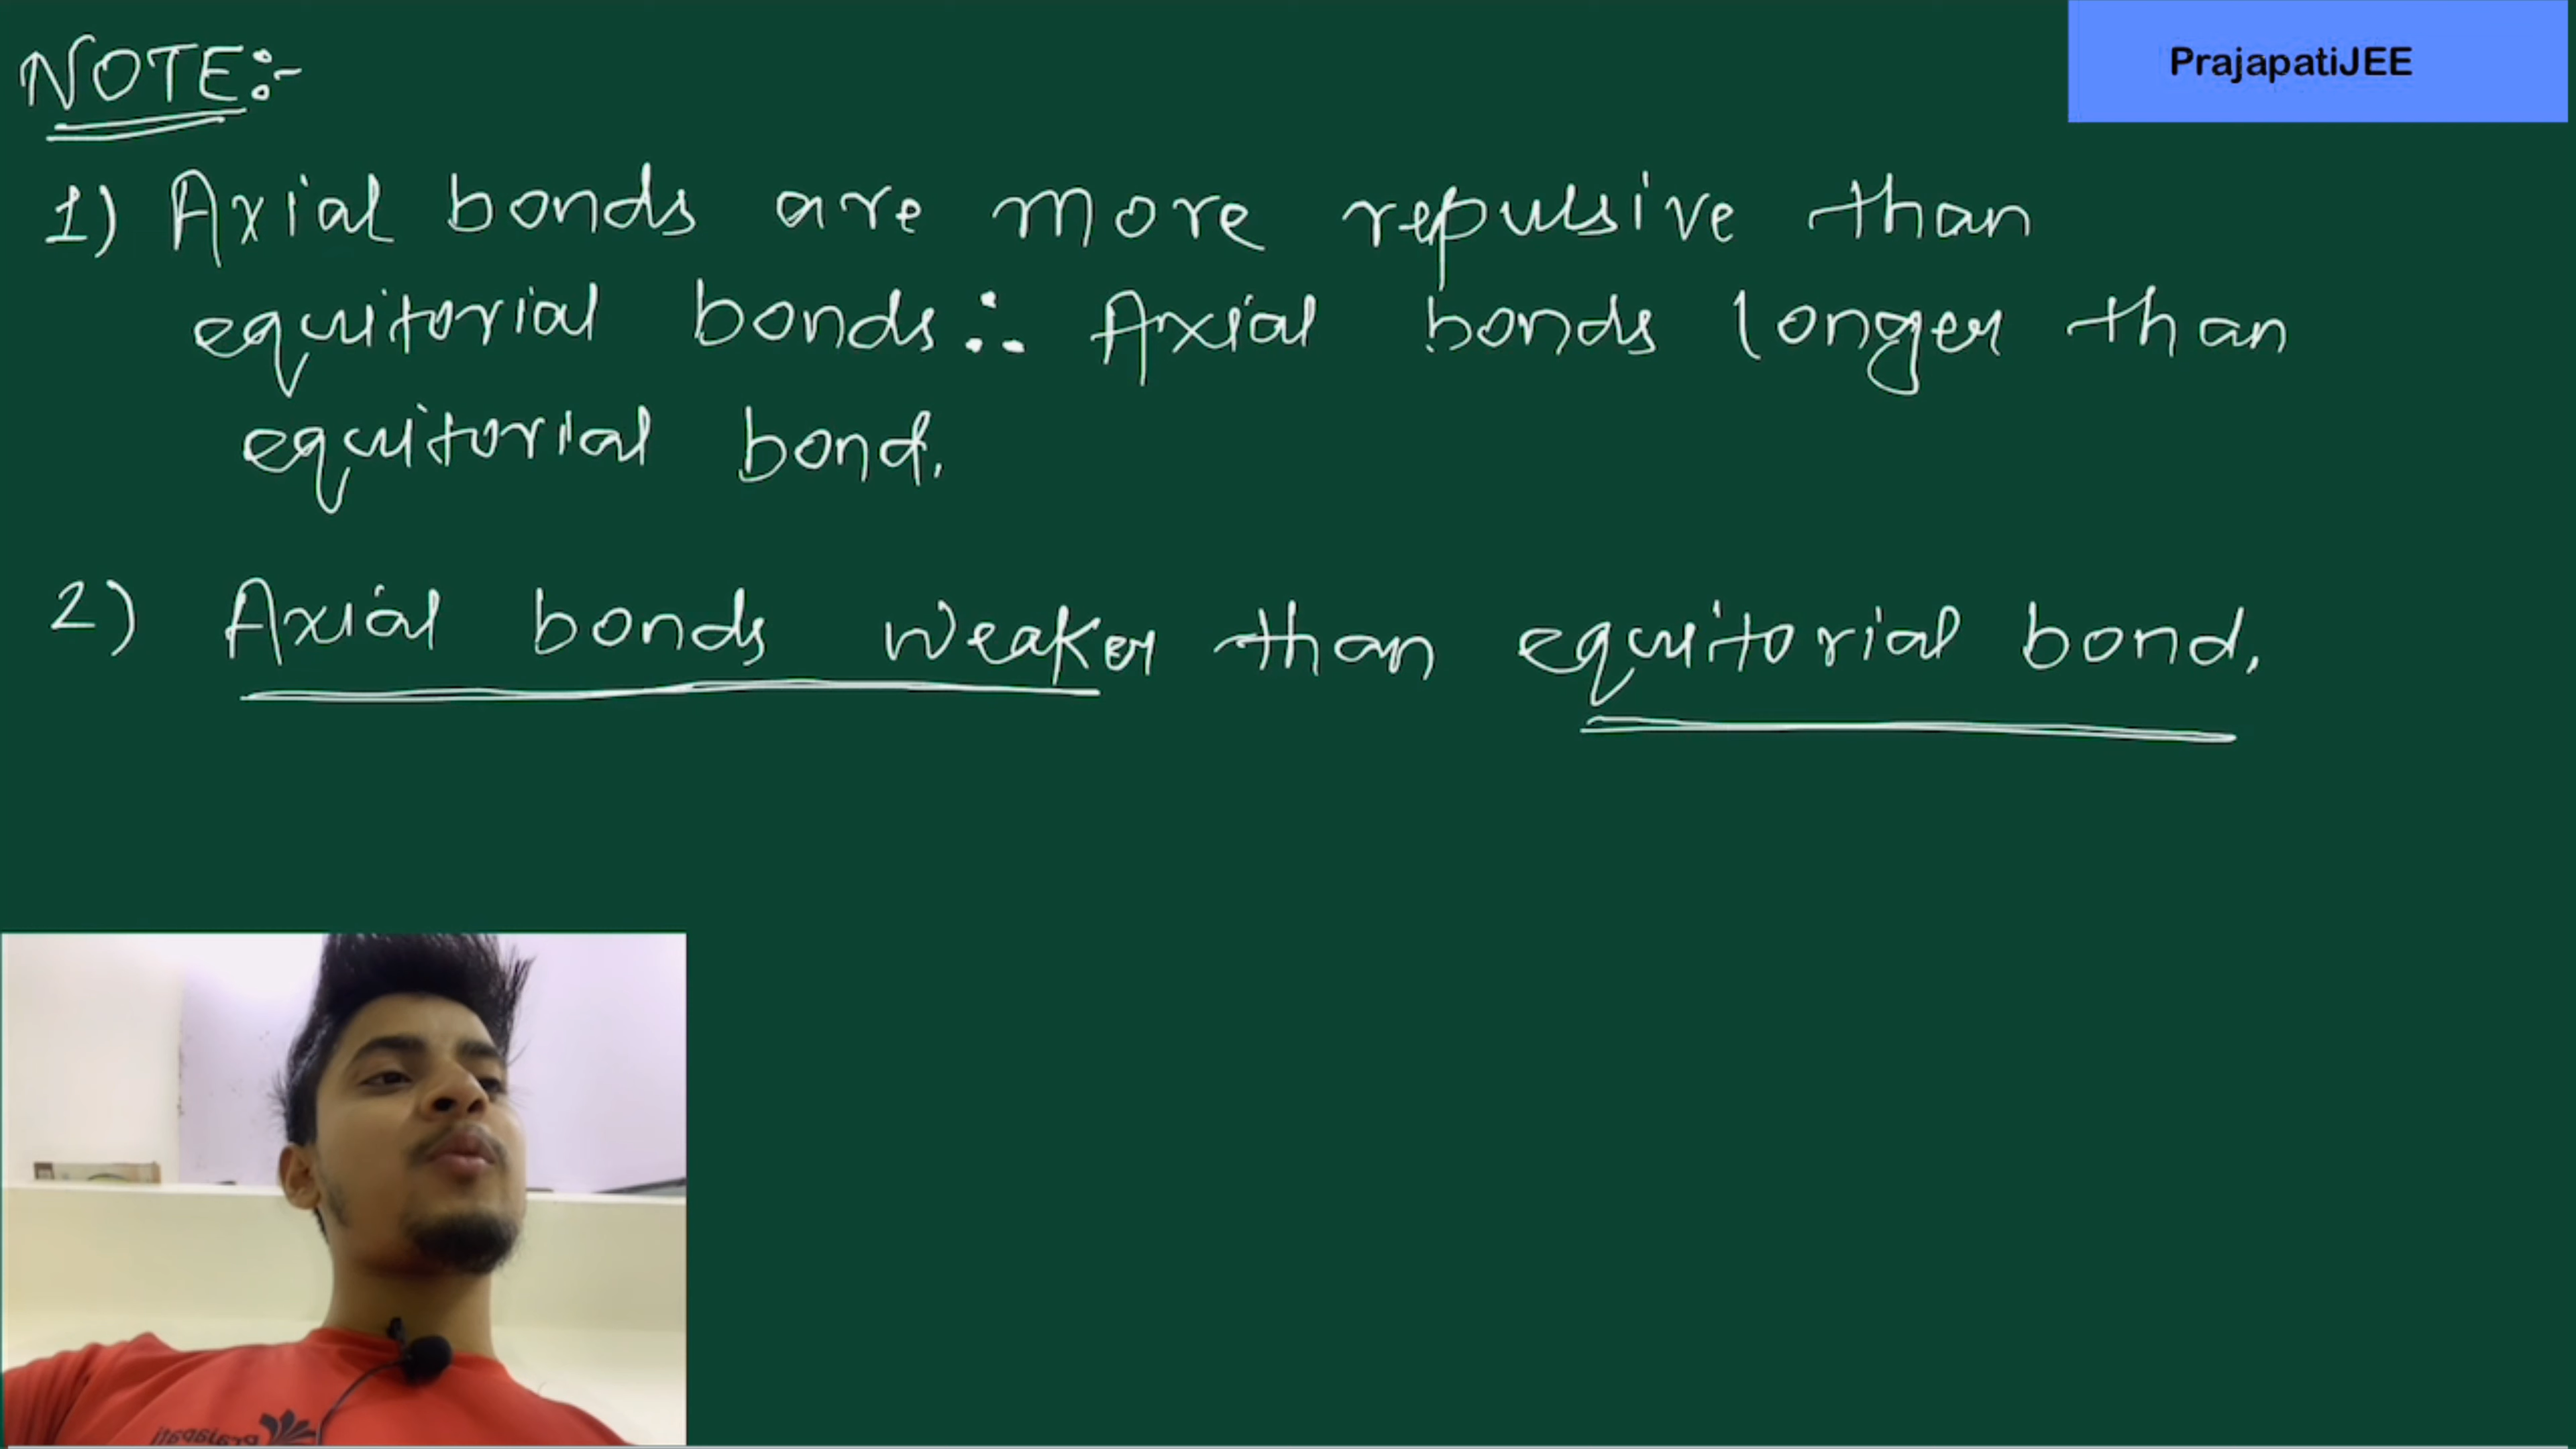 NOTE:-
PrajapatiJEE
1) Axial bonds are more repulsive than
equitorial bonds ∴ Axial bonds longer than
equitorial bond.
2) Axial bonds weaker than equitorial bond.
Prajapati